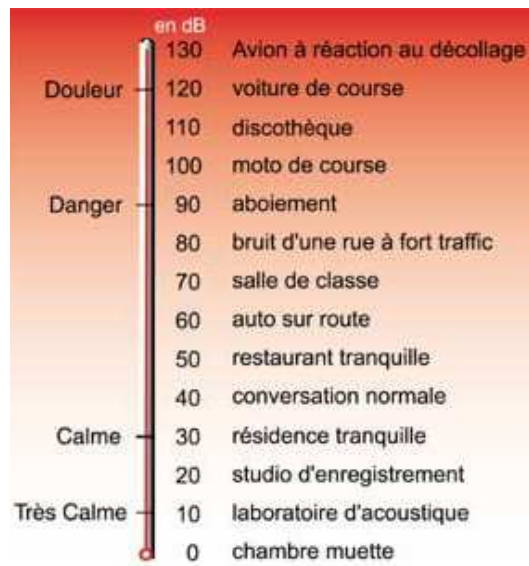 en dB
130 Avion à réaction au décollage
Douleur 120 voiture de course
110 discothèque
100 moto de course
Danger 90 aboiement
80 bruit d'une rue à fort traffic
70 salle de classe
60 auto sur route
50 restaurant tranquille
40 conversation normale
Calme 30 résidence tranquille
20 studio d'enregistrement
Très Calme 10 laboratoire d'acoustique
0 chambre muette